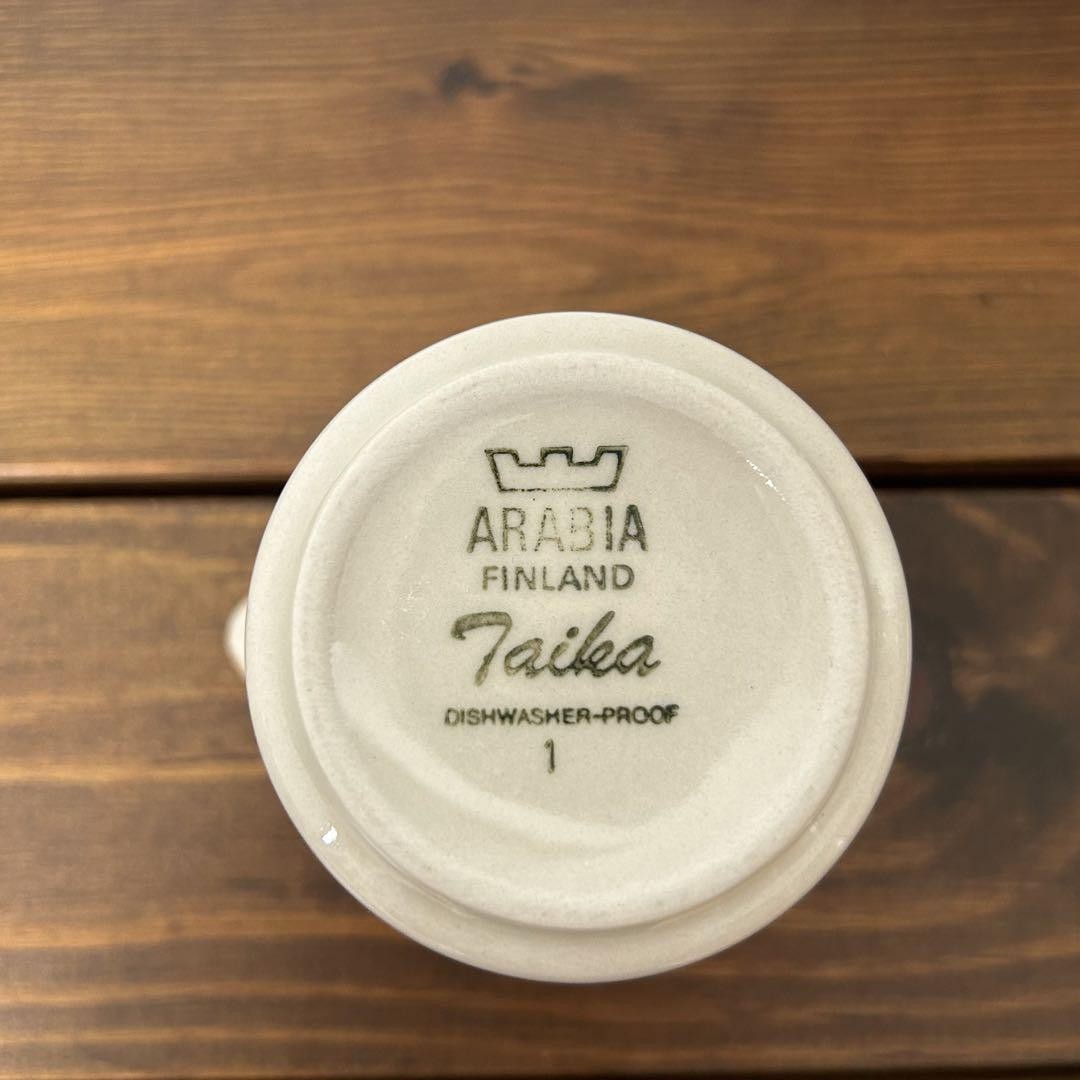 ARABIA
FINLAND
Taika
DISHWASHER-PROOF
1